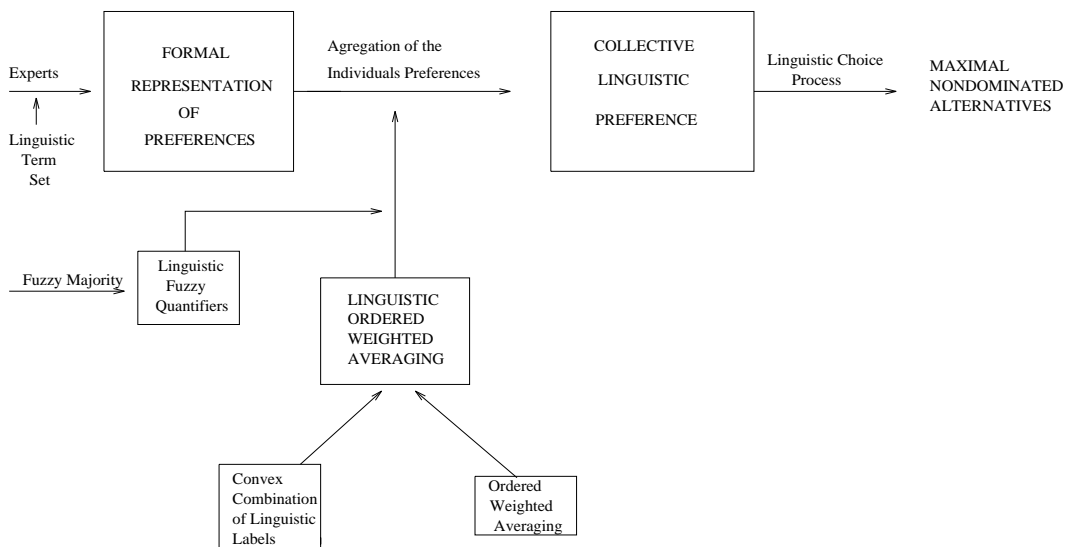 Experts
Linguistic
Term
Set
FORMAL
REPRESENTATION
OF
PREFERENCES
Agregation of the
Individuals Preferences
COLLECTIVE
LINGUISTIC
PREFERENCE
Linguistic Choice
Process
MAXIMAL
NONDOMINATED
ALTERNATIVES
Fuzzy Majority
Linguistic
Fuzzy
Quantifiers
LINGUISTIC
ORDERED
WEIGHTED
AVERAGING
Convex
Combination
of Linguistic
Labels
Ordered
Weighted
Averaging